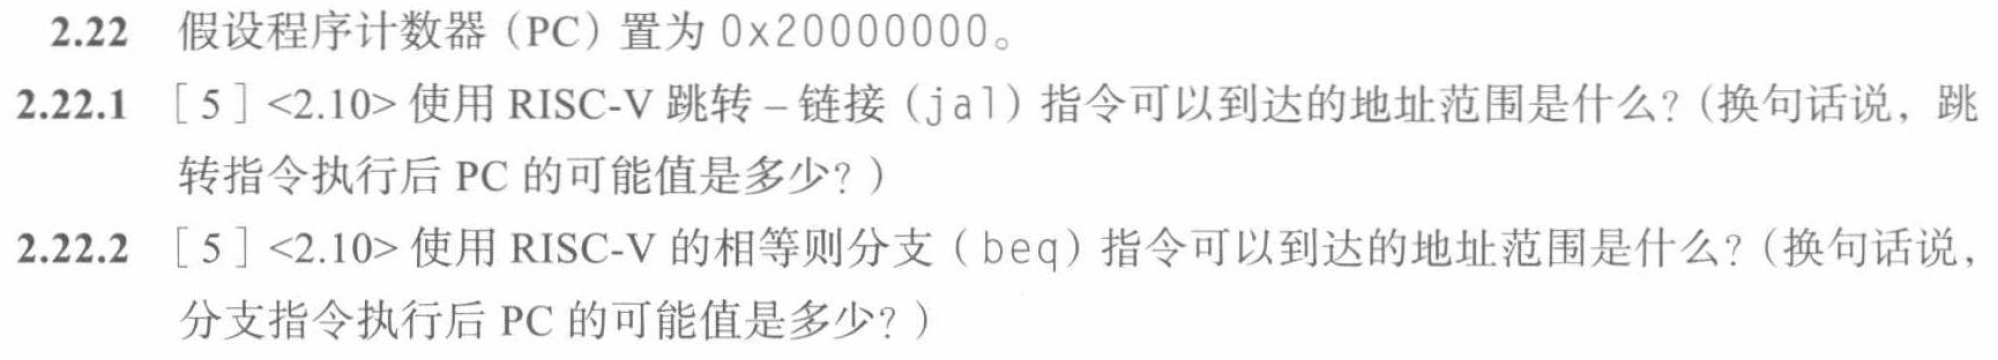 2.22 假设程序计数器（PC）置为 0x20000000。
2.22.1 ［5］<2.10> 使用 RISC-V 跳转 – 链接（jal）指令可以到达的地址范围是什么？（换句话说，跳
转指令执行后 PC 的可能值是多少？）
2.22.2 ［5］<2.10> 使用 RISC-V 的相等则分支（beq）指令可以到达的地址范围是什么？（换句话说，
分支指令执行后 PC 的可能值是多少？）